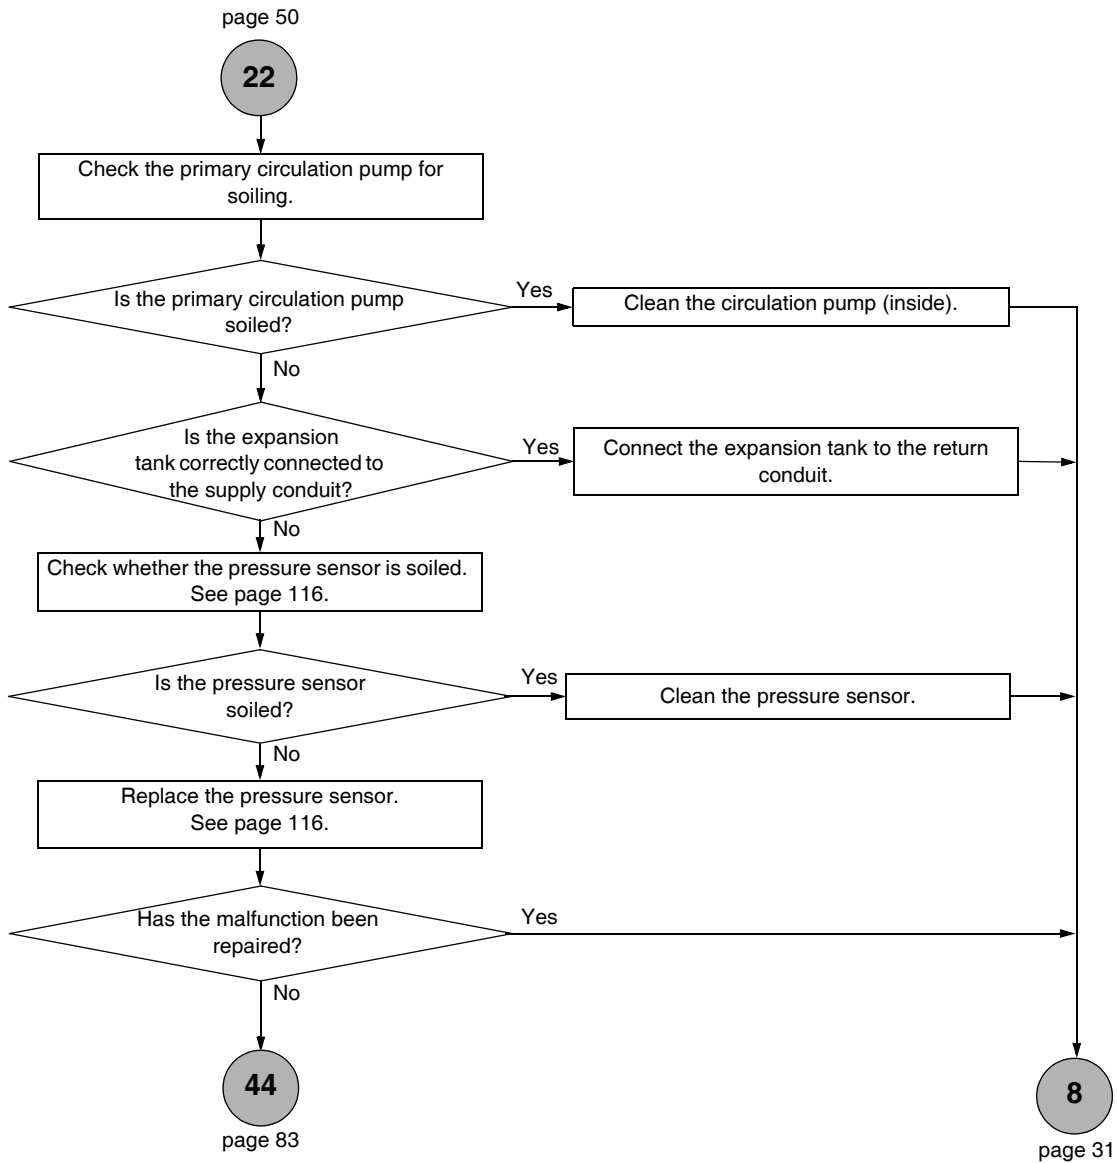 page 50
22
Check the primary circulation pump for
soiling.
Is the primary circulation pump
soiled?
Yes
Clean the circulation pump (inside).
No
Is the expansion
tank correctly connected to
the supply conduit?
Yes
Connect the expansion tank to the return
conduit.
No
Check whether the pressure sensor is soiled.
See page 116.
Is the pressure sensor
soiled?
Yes
Clean the pressure sensor.
No
Replace the pressure sensor.
See page 116.
Has the malfunction been
repaired?
Yes
No
44
page 83
8
page 31